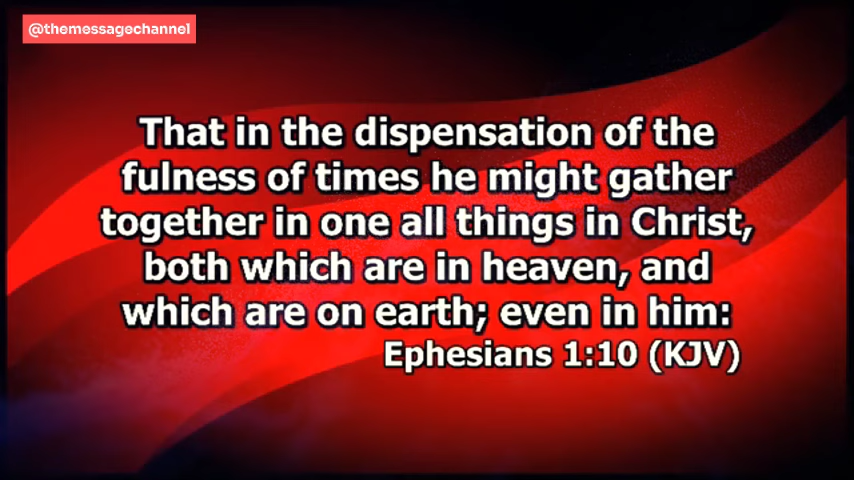 @themessagechannel
That in the dispensation of the
fulness of times he might gather
together in one all things in Christ,
both which are in heaven, and
which are on earth; even in him:
Ephesians 1:10 (KJV)